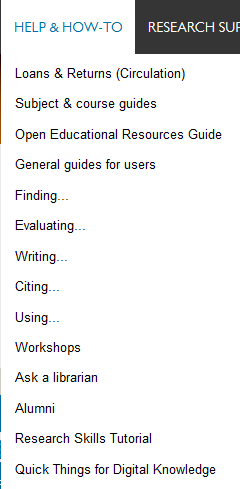 HELP & HOW-TO RESEARCH SUP
Loans & Returns (Circulation)
Subject & course guides
Open Educational Resources Guide
General guides for users
Finding...
Evaluating...
Writing...
Citing...
Using...
Workshops
Ask a librarian
Alumni
Research Skills Tutorial
Quick Things for Digital Knowledge